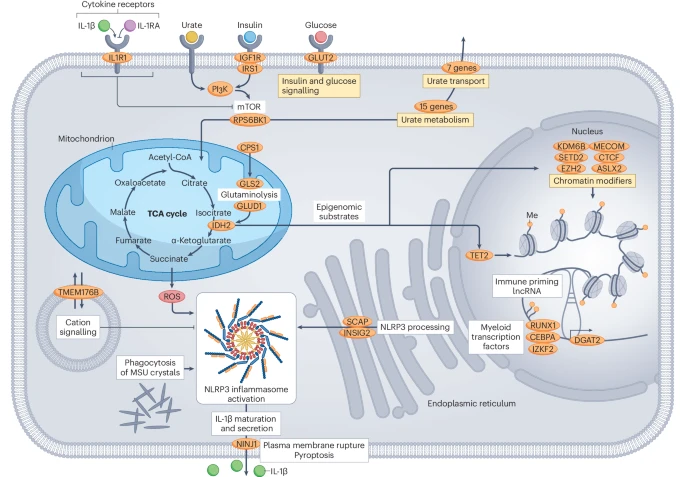 Cytokine receptors
IL-1β
IL-1RA
Urate
Insulin
Glucose
IL1R1
IGF1R
IRS1
GLUT2
Insulin and glucose
signalling
PI3K
mTOR
RPS6BK1
7 genes
Urate transport
15 genes
Urate metabolism
Mitochondrion
CPS1
Acetyl-CoA
GLS2
Glutaminolysis
GLUD1
Oxaloacetate
Citrate
Malate
TCA cycle
Isocitrate
IDH2
Fumarate
α-Ketoglutarate
Succinate
Epigenomic
substrates
Nucleus
KDM6B
MECOM
SETD2
CTCF
EZH2
ASLX2
Chromatin modifiers
Me
TET2
Immune priming
lncRNA
Myeloid
transcription
factors
RUNX1
CEBPA
IZKF2
DGAT2
TMEM176B
Cation
signalling
ROS
SCAP
INSIG2
NLRP3 processing
Phagocytosis
of MSU crystals
NLRP3 inflammasome
activation
IL-1β maturation
and secretion
Endoplasmic reticulum
NINJ1
Plasma membrane rupture
Pyroptosis
IL-1β